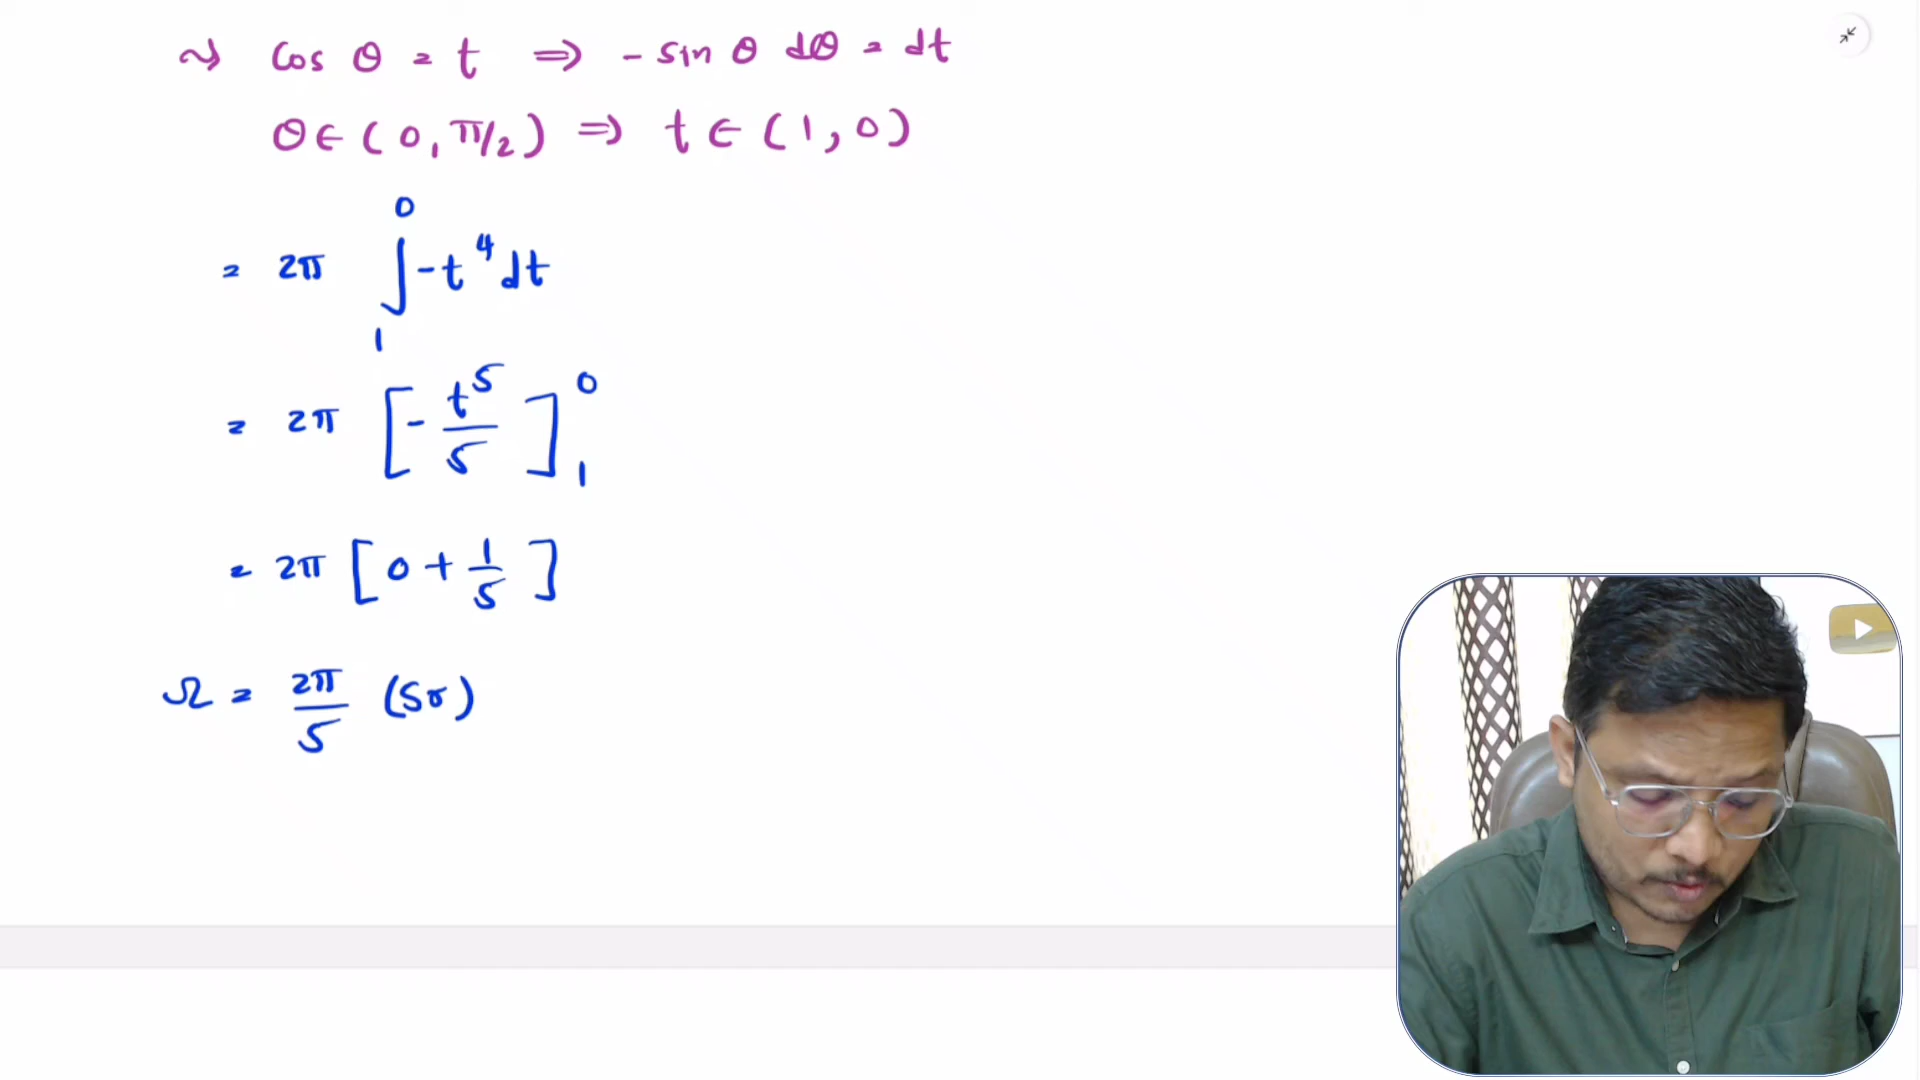 ~> Cos θ = t ⇒ - sin θ dθ = dt
θ∈ (0, π/2) ⇒ t ∈ (1, 0)
= 2π ∫₁⁰ -t⁴ dt
= 2π [- t⁵/5]₁⁰
= 2π [0 + 1/5]
Ω = 2π/5 (Sr)